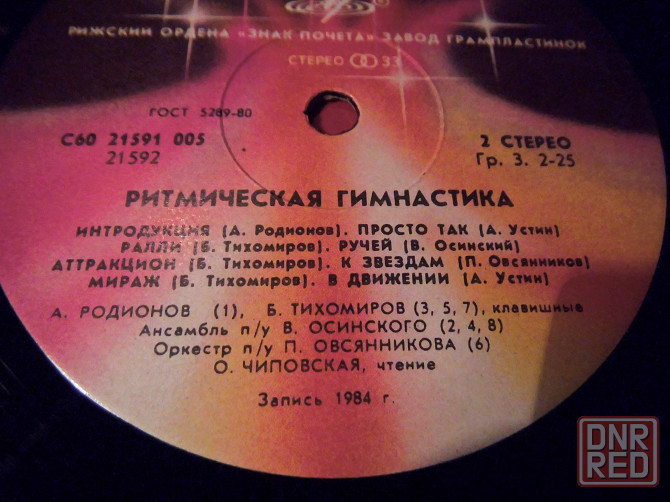 РИЖСКИЙ ОРДЕНА «ЗНАК ПОЧЕТА» ЗАВОД ГРАМПЛАСТИНОК
СТЕРЕО 33
ГОСТ 5289-80
С60 21591 005
21592
2 СТЕРЕО
Гр. 3. 2-25
РИТМИЧЕСКАЯ ГИМНАСТИКА
ИНТРОДУКЦИЯ (А. Родионов). ПРОСТО ТАК (А. Устин)
РАЛЛИ (Б. Тихомиров). РУЧЕЙ (В. Осинский)
АТТРАКЦИОН (Б. Тихомиров). К ЗВЕЗДАМ (П. Овсянников)
МИРАЖ (Б. Тихомиров). В ДВИЖЕНИИ (А. Устин)
А. РОДИОНОВ (1), Б. ТИХОМИРОВ (3, 5, 7), клавишные
Ансамбль п/у В. ОСИНСКОГО (2, 4, 8)
Оркестр п/у П. ОВСЯННИКОВА (6)
О. ЧИПОВСКАЯ, чтение
Запись 1984 г.
DNR
RED